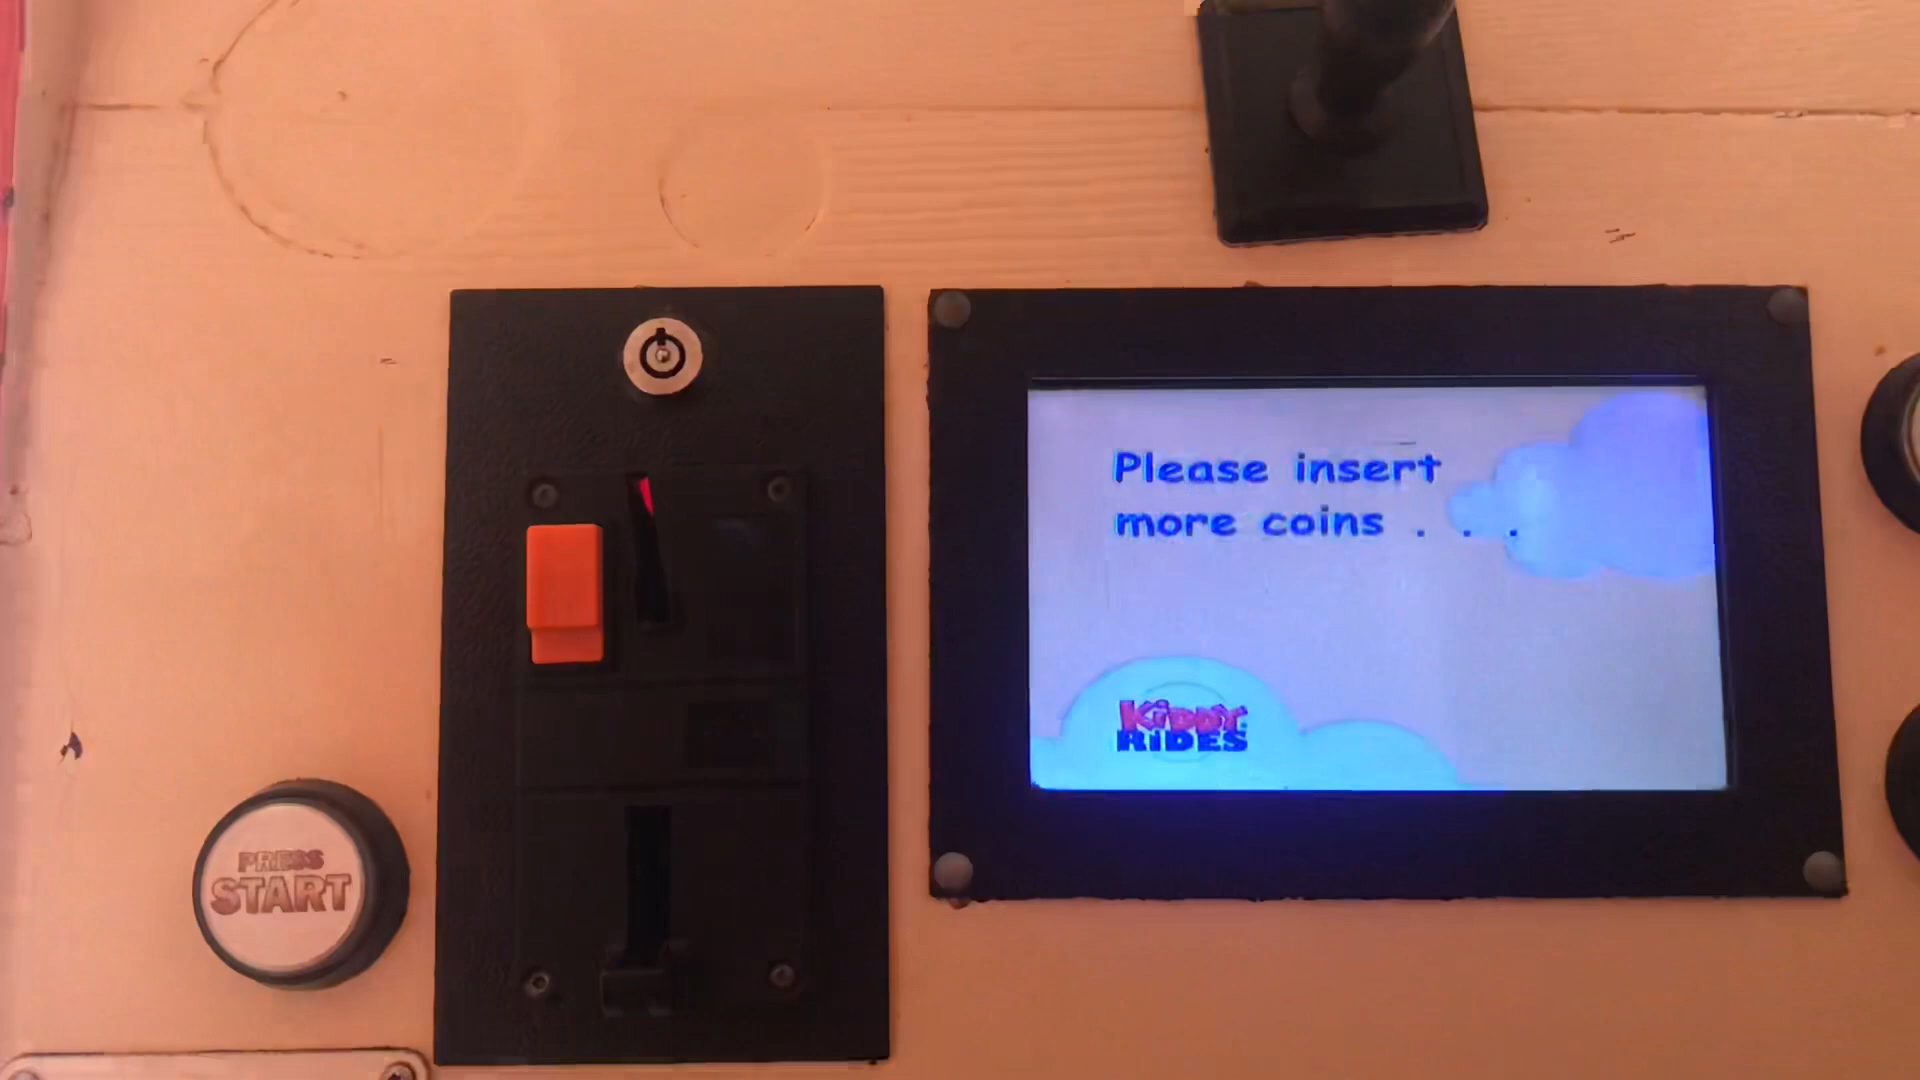 Please insert
more coins . . .
KiDDY
RiDES
PRESS
START